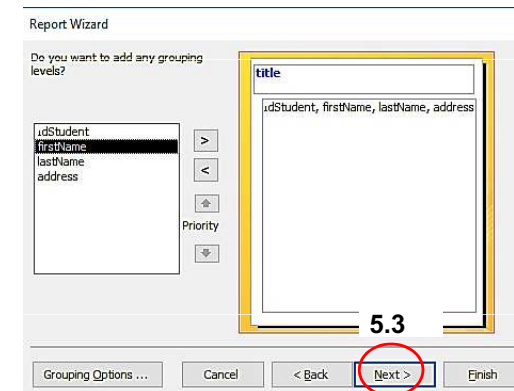 Report Wizard
Do you want to add any grouping
levels?
idStudent
firstName
lastName
address
>
<
Priority
title
idStudent, firstName, lastName, address
5.3
Grouping Options ...
Cancel
< Back
Next >
Finish